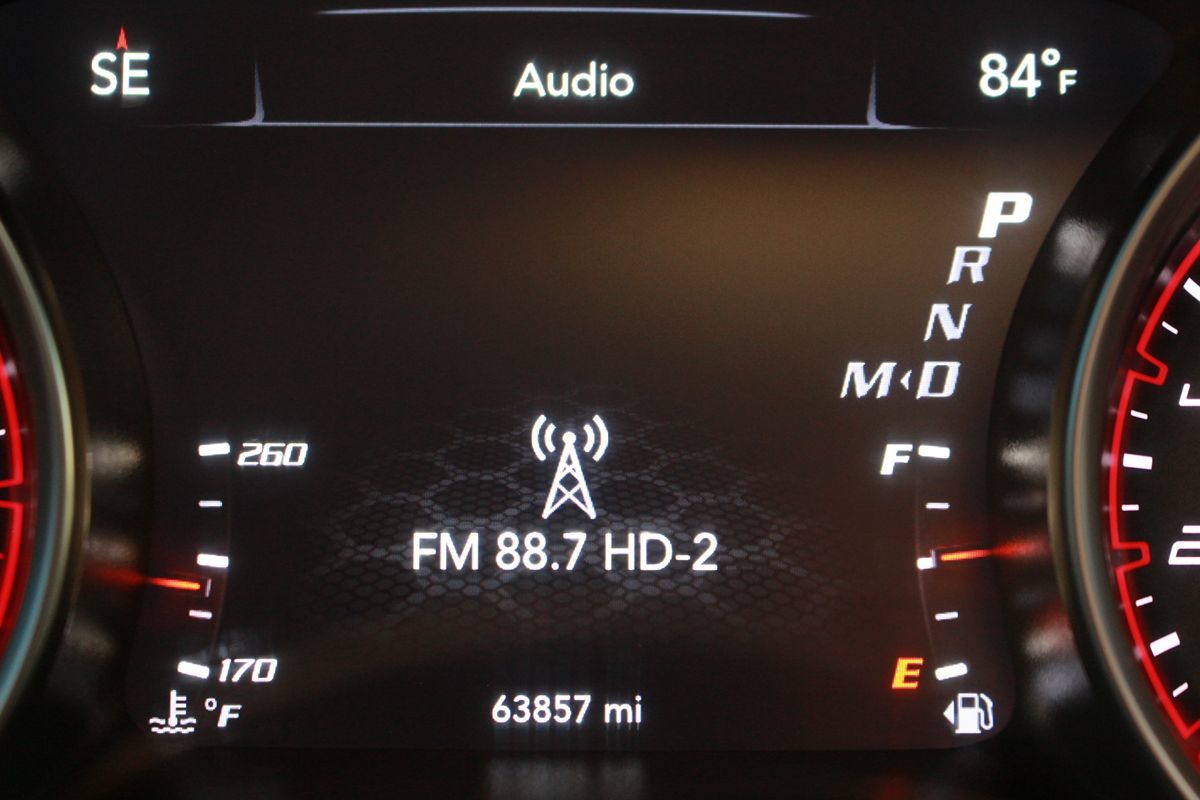 SE
Audio
84°F
P
R
N
M D
260
F
FM 88.7 HD-2
170
E
°F
63857 mi